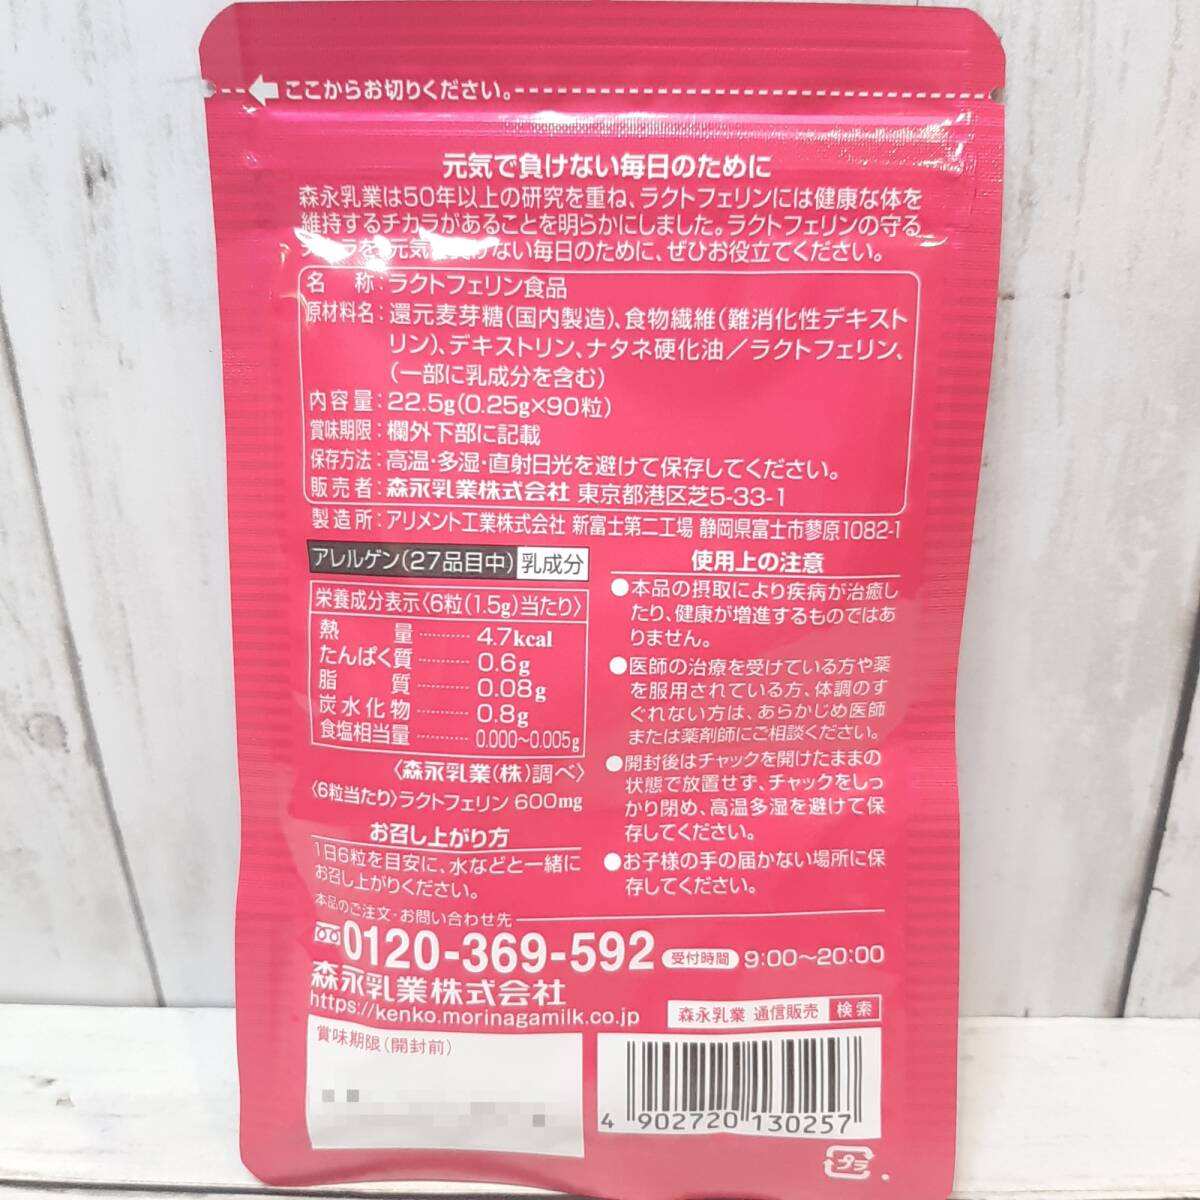 ここからお切りください。
元気で負けない毎日のために
森永乳業は50年以上の研究を重ね、ラクトフェリンには健康な体を
維持するチカラがあることを明らかにしました。ラクトフェリンの守る
チカラを、元気で負けない毎日のために、ぜひお役立てください。
名 称:ラクトフェリン食品
原材料名:還元麦芽糖(国内製造)、食物繊維(難消化性デキスト
リン)、デキストリン、ナタネ硬化油/ラクトフェリン、
(一部に乳成分を含む)
内容量:22.5g(0.25g×90粒)
賞味期限:欄外下部に記載
保存方法:高温・多湿・直射日光を避けて保存してください。
販売者:森永乳業株式会社 東京都港区芝5-33-1
製造所:アリメント工業株式会社 新富士第二工場 静岡県富士市蓼原1082-1
アレルゲン(27品目中) 乳成分
栄養成分表示〈6粒(1.5g)当たり〉
熱 量 ………… 4.7kcal
たんぱく質 ………… 0.6g
脂 質 ………… 0.08g
炭水化物 ………… 0.8g
食塩相当量 ………… 0.000~0.005g
〈森永乳業(株)調べ〉
〈6粒当たり〉ラクトフェリン 600mg
お召し上がり方
1日6粒を目安に、水などと一緒に
お召し上がりください。
使用上の注意
●本品の摂取により疾病が治癒し
たり、健康が増進するものではあ
りません。
●医師の治療を受けている方や薬
を服用されている方、体調のす
ぐれない方は、あらかじめ医師
または薬剤師にご相談ください。
●開封後はチャックを開けたままの
状態で放置せず、チャックをしっ
かり閉め、高温多湿を避けて保
存してください。
●お子様の手の届かない場所に保
存してください。
本品のご注文・お問い合わせ先
0120-369-592 受付時間 9:00~20:00
森永乳業株式会社
https://kenko.morinagamilk.co.jp
森永乳業 通信販売 検索
賞味期限(開封前)
4 902720 130257
プラ